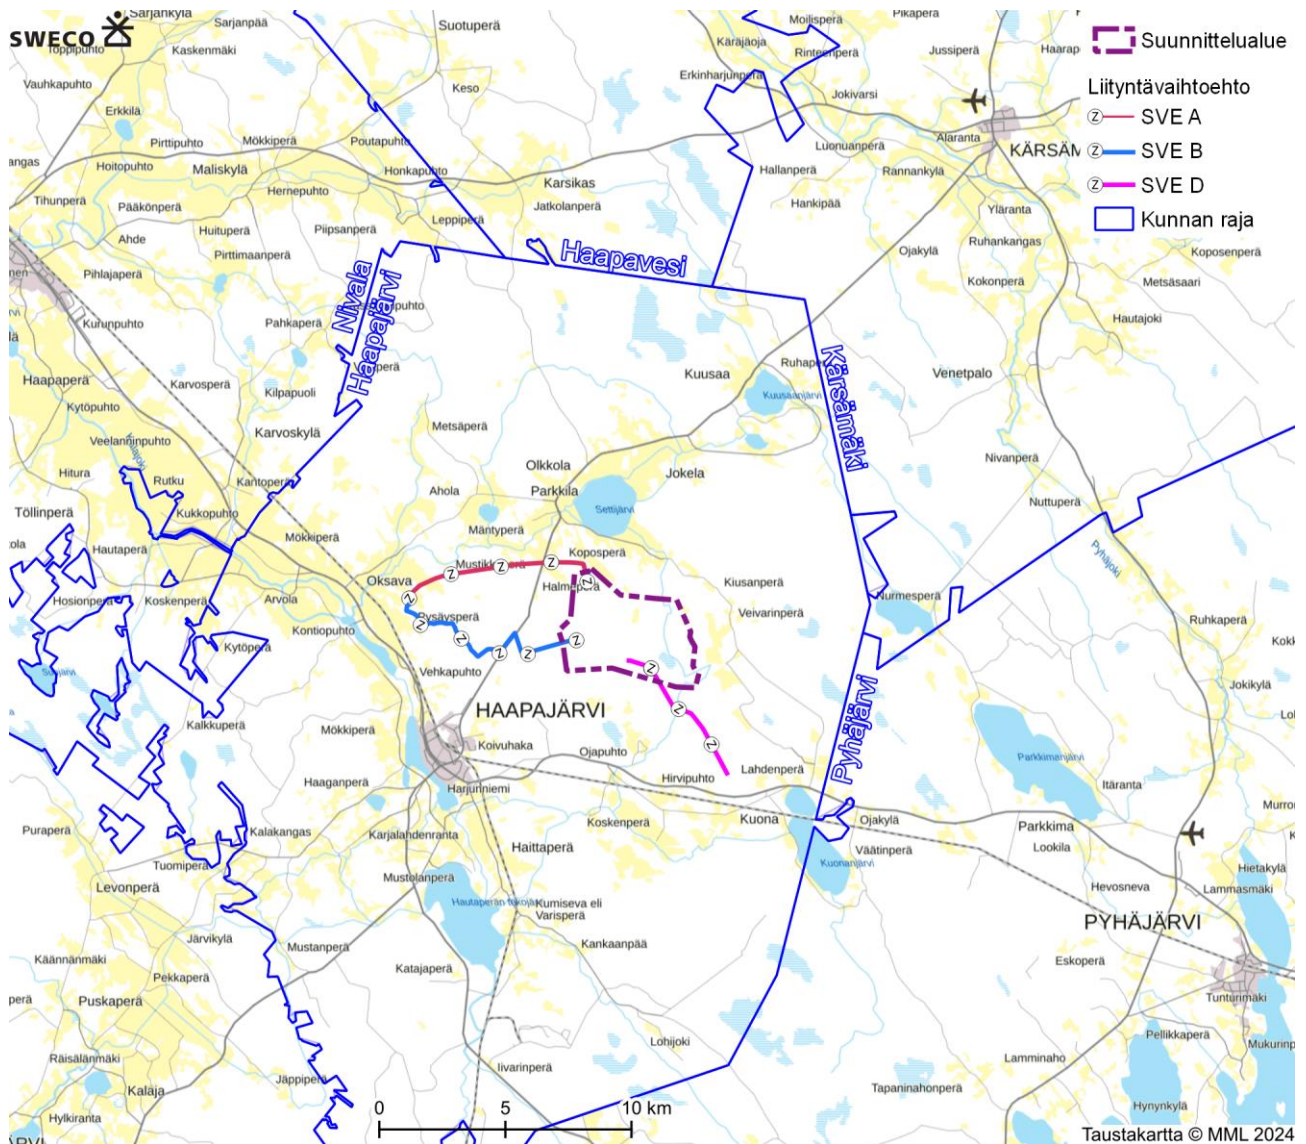 SWECO
Sarjankylä
Sarjanpää
Suotuperä
Toppipuhto
Kaskenmäki
Vauhkapuhto
Keso
Erkkilä
Pirttipuhto
Mökkiperä
Poutapuhto
Hoitopuhto
Maliskylä
Honkapuhto
Hernepuhto
Tihunperä
Pääkönperä
Leppiperä
Ahde
Huituperä
Piipsanperä
Pirttimaanperä
Pihlajaperä
Karsikas
Jatkolanperä
Moilisperä
Pikaperä
Käräjäoja
Rinteenperä
Jussiperä
Erkinharjunperä
Jokivarsi
Alaranta
Luonuanperä
Hallanperä
Rannankylä
Hankipää
Yläranta
Ruhankangas
Ojakylä
Kokonperä
Koposenperä
Metsäsaari
Hautajoki
Suunnittelualue
Liityntävaihtoehto
SVE A
SVE B
SVE D
Kunnan raja
Haapavesi
Nivala
Haapajärvi
Kärsämäki
Pyhäjärvi
Kurunpuhto
Pahkaperä
Haapaperä
Karvosperä
Kilpapuoli
Kytöpuhto
Veelanninpuhto
Karvoskylä
Metsäperä
Kuusaa
Kuusaanjärvi
Venetpalo
Hitura
Rutku
Kantoperä
Olkkola
Jokela
Nivanperä
Töllinperä
Kukkopuhto
Ahola
Parkkila
Settijärvi
Nuttuperä
Hautaperä
Mökkiperä
Mäntyperä
Koposperä
Pyhäjoki
Oksava
Halmeperä
Kiusanperä
Hosionperä
Koskenperä
Arvola
Nurmesperä
Kontiopuhto
Pysäysperä
Veivarinperä
Ruhkaperä
Kytöperä
Vehkapuhto
Jokikylä
Kalkkuperä
Mökkiperä
HAAPAJÄRVI
Koivuhaka
Ojapuhto
Parkkimanjärvi
Haaganperä
Hirvipuhto
Lahdenperä
Itäranta
Harjunniemi
Puraperä
Kalakangas
Karjalahdenranta
Koskenperä
Kuona
Ojakylä
Parkkima
Lookila
Tuomiperä
Haittaperä
Väätinperä
Kuonanjärvi
Hietakylä
Levonperä
Mustolanperä
Hevosneva
Lammasmäki
Kumiseva eli
Varisperä
PYHÄJÄRVI
Järvikylä
Mustanperä
Kankaanpää
Käännänmäki
Pekkaperä
Katajaperä
Eskoperä
Puskaperä
Tunturimäki
Pellikkaperä
Räisälänmäki
Lohijoki
Jäppiperä
Iivarinperä
Lamminaho
Kalaja
Tapaninahonperä
Hynynkylä
Hylkiranta
0 5 10 km
Taustakartta © MML 2024